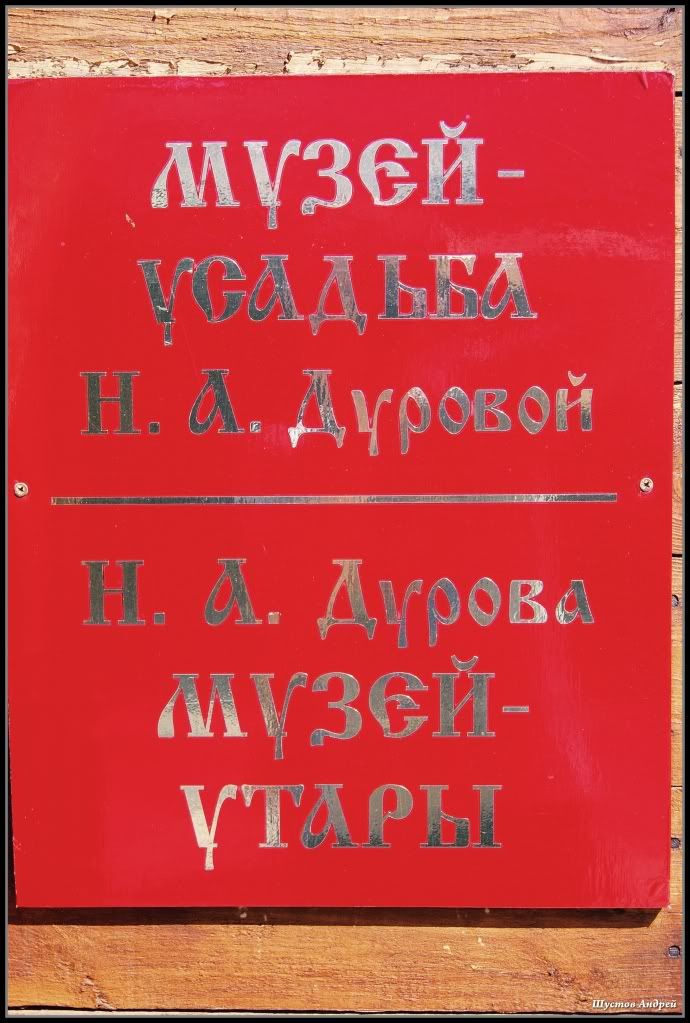 МУЗЕЙ-
УСАДЬБА
Н. А. Дуровой
Н. А. Дурова
МУЗЕЙ-
УТАРЫ
Шустов Андрей